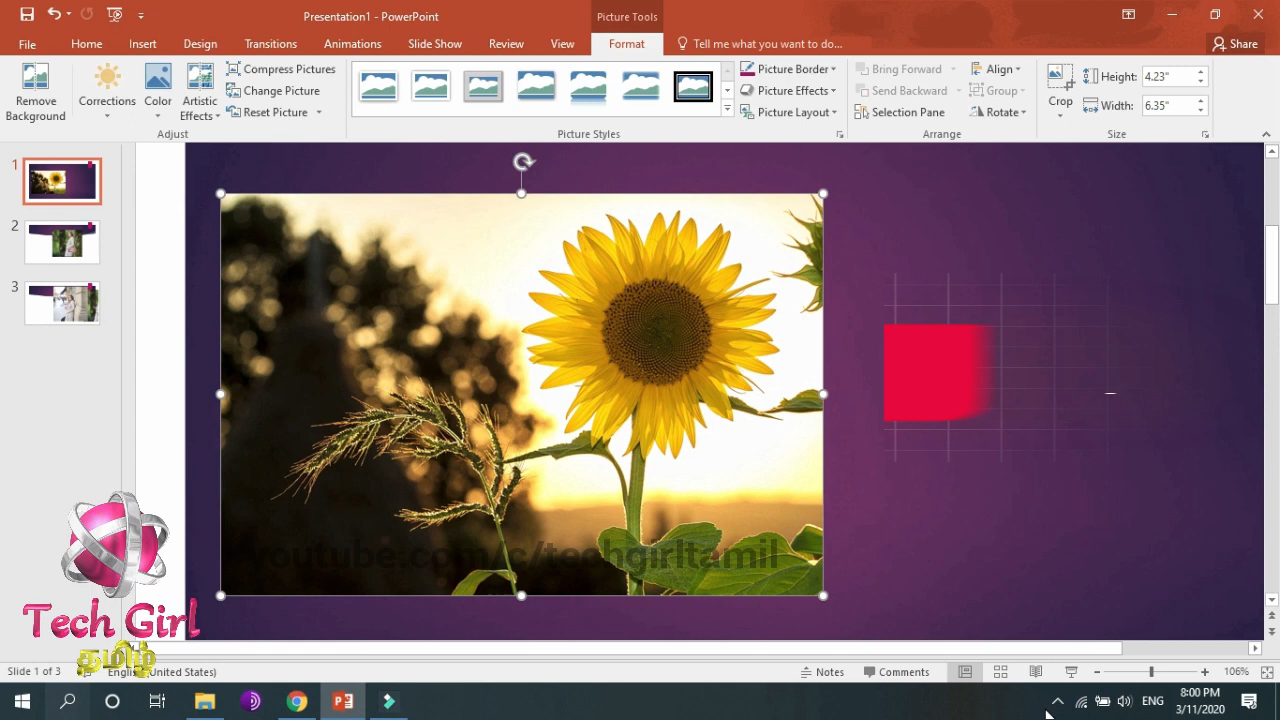 Presentation1 - PowerPoint
Picture Tools
File
Home
Insert
Design
Transitions
Animations
Slide Show
Review
View
Format
Tell me what you want to do...
Share
Remove Background
Corrections
Color
Artistic Effects
Compress Pictures
Change Picture
Reset Picture
Adjust
Picture Styles
Picture Border
Picture Effects
Picture Layout
Bring Forward
Send Backward
Selection Pane
Align
Group
Rotate
Arrange
Crop
Height: 4.23"
Width: 6.35"
Size
1
2
3
youtube.com/c/techgirltamil
Tech Girl
தமிழ்
Slide 1 of 3
(United States)
Notes
Comments
106%
ENG
8:00 PM
3/11/2020